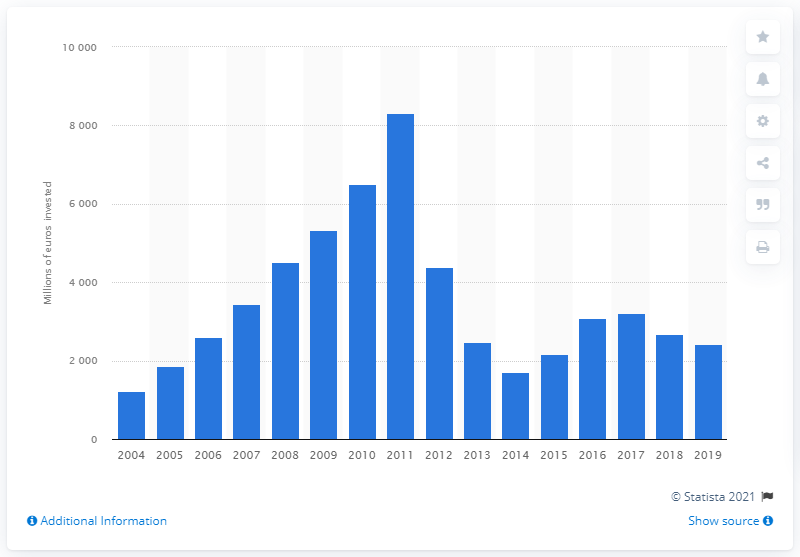 10 000
8 000
6 000
4 000
2 000
0
Millions of euros invested
2004 2005 2006 2007 2008 2009 2010 2011 2012 2013 2014 2015 2016 2017 2018 2019
© Statista 2021
Additional Information
Show source